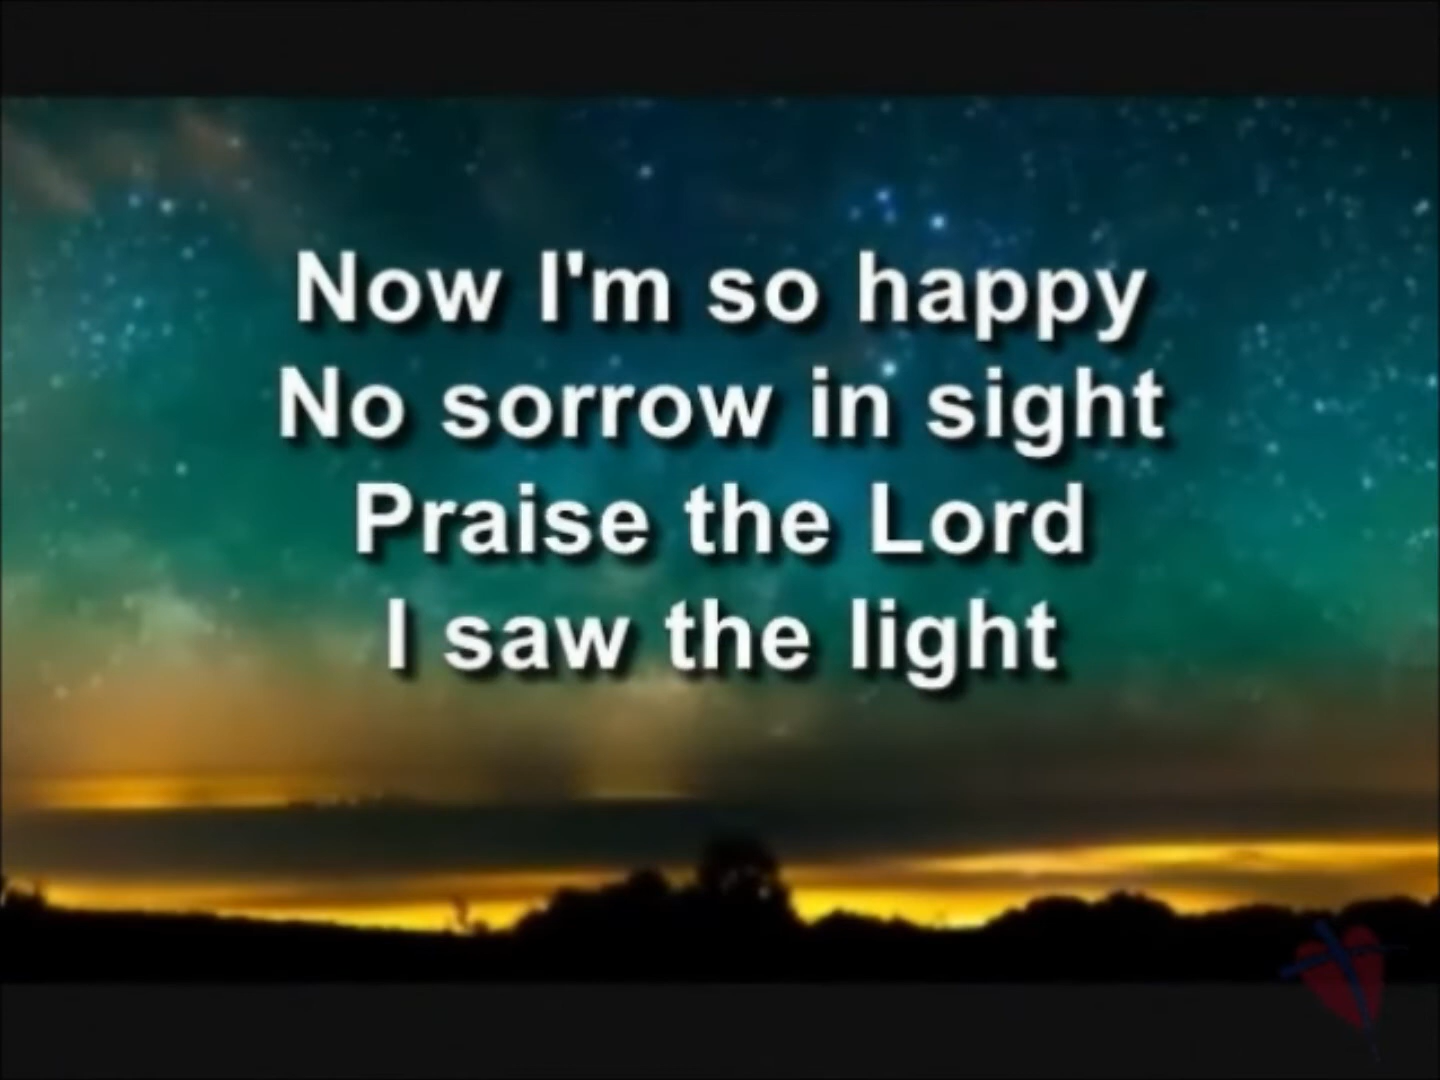 Now I'm so happy
No sorrow in sight
Praise the Lord
I saw the light